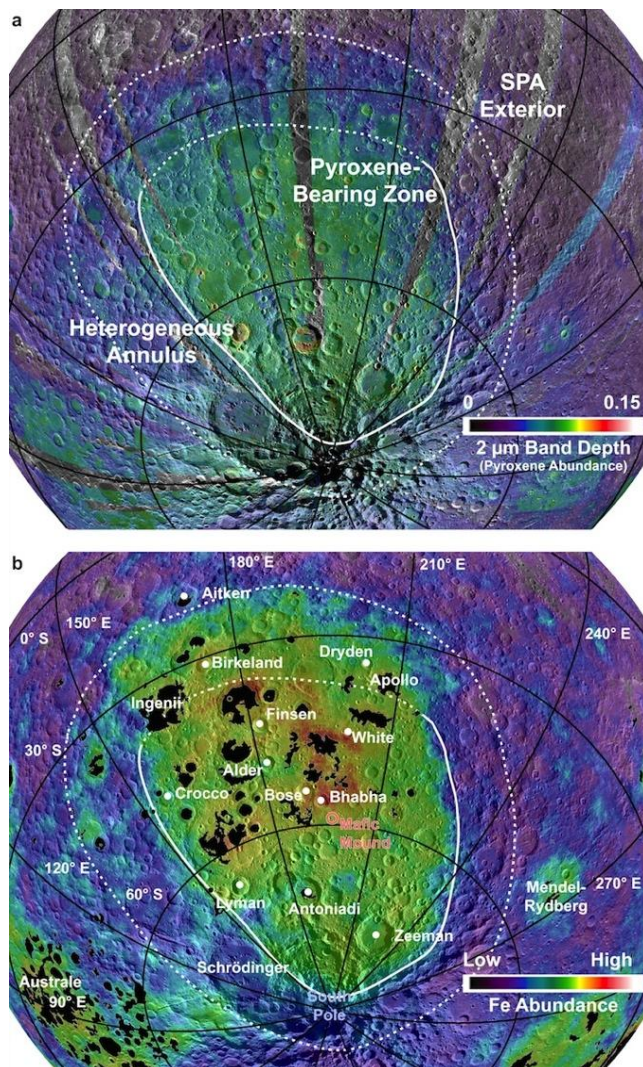 a
SPA
Exterior
Pyroxene-
Bearing Zone
Heterogeneous
Annulus
0 0.15
2 µm Band Depth
(Pyroxene Abundance)
b
180° E
210° E
Aitkerr
150° E
0° S
240° E
Birkeland
Dryden
Apollo
Ingenii
Finsen
30° S
White
Alder
Crocco
Bose
Bhabha
Mafic
Mound
120° E
60° S
Mendel-
Rydberg
270° E
Lyman
Antoniadi
Zeeman
Schrödinger
Low High
Australe
90° E
South
Pole
Fe Abundance